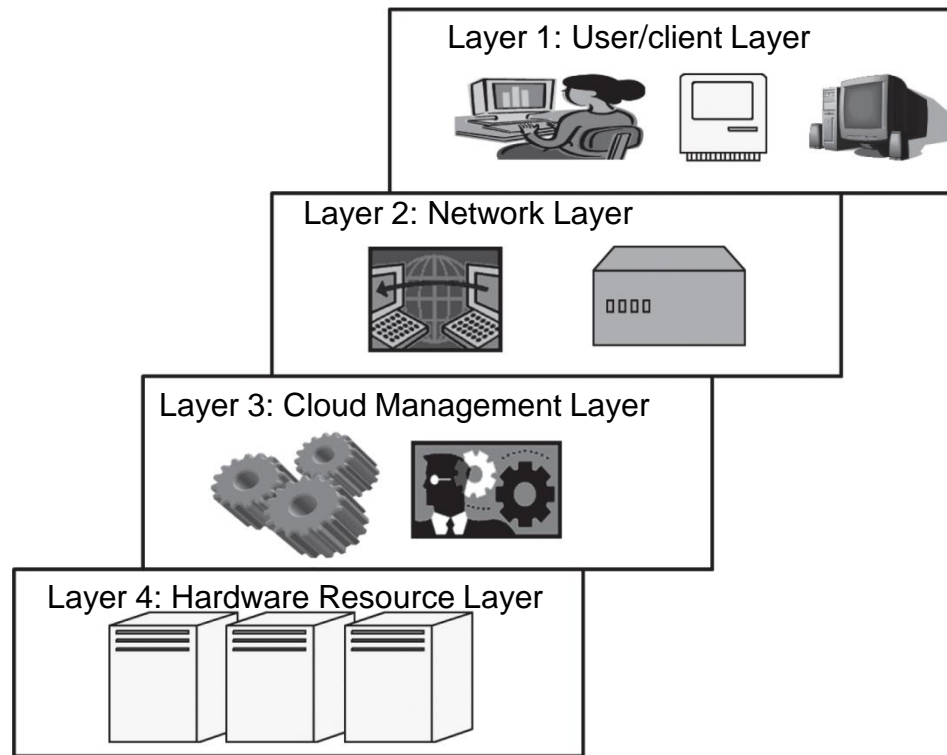 Layer 1: User/client Layer
Layer 2: Network Layer
Layer 3: Cloud Management Layer
Layer 4: Hardware Resource Layer